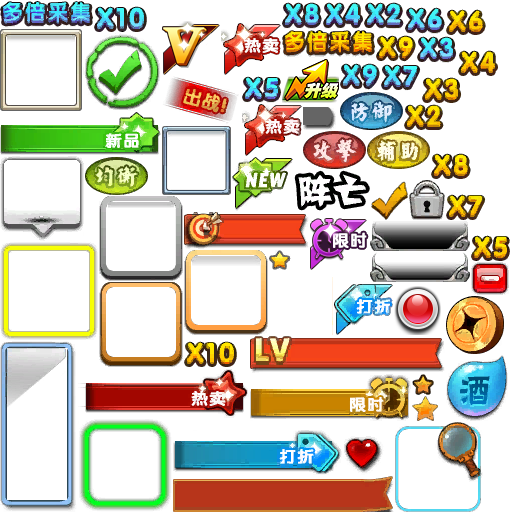 多倍采集 X10
V
热卖
X8 X4 X2 X6 X6
多倍采集 X9 X3 X4
出战!
X5
升级
X9 X7
X3
防御
X2
新品
热卖
攻擊
輔助
均衡
NEW
阵亡
X8
X7
限时
X5
打折
LV
X10
热卖
限时
酒
打折